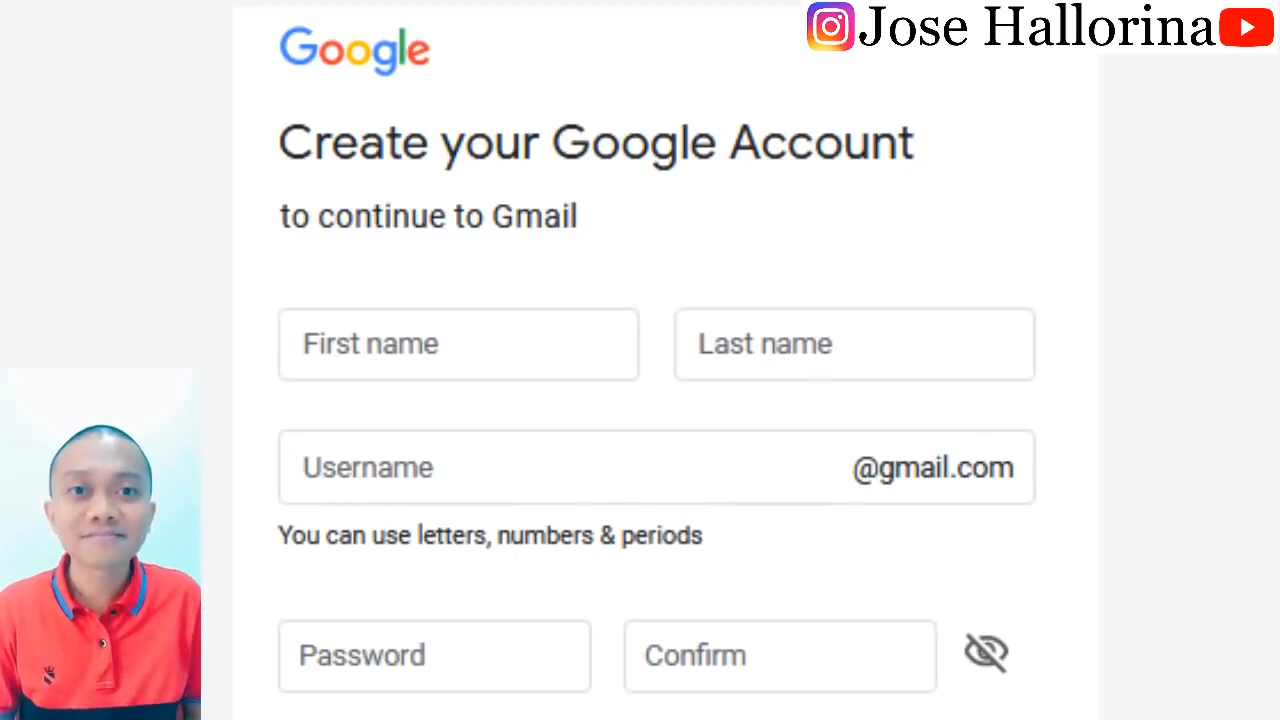 Jose Hallorina
Google
Create your Google Account
to continue to Gmail
First name Last name
Username @gmail.com
You can use letters, numbers & periods
Password Confirm